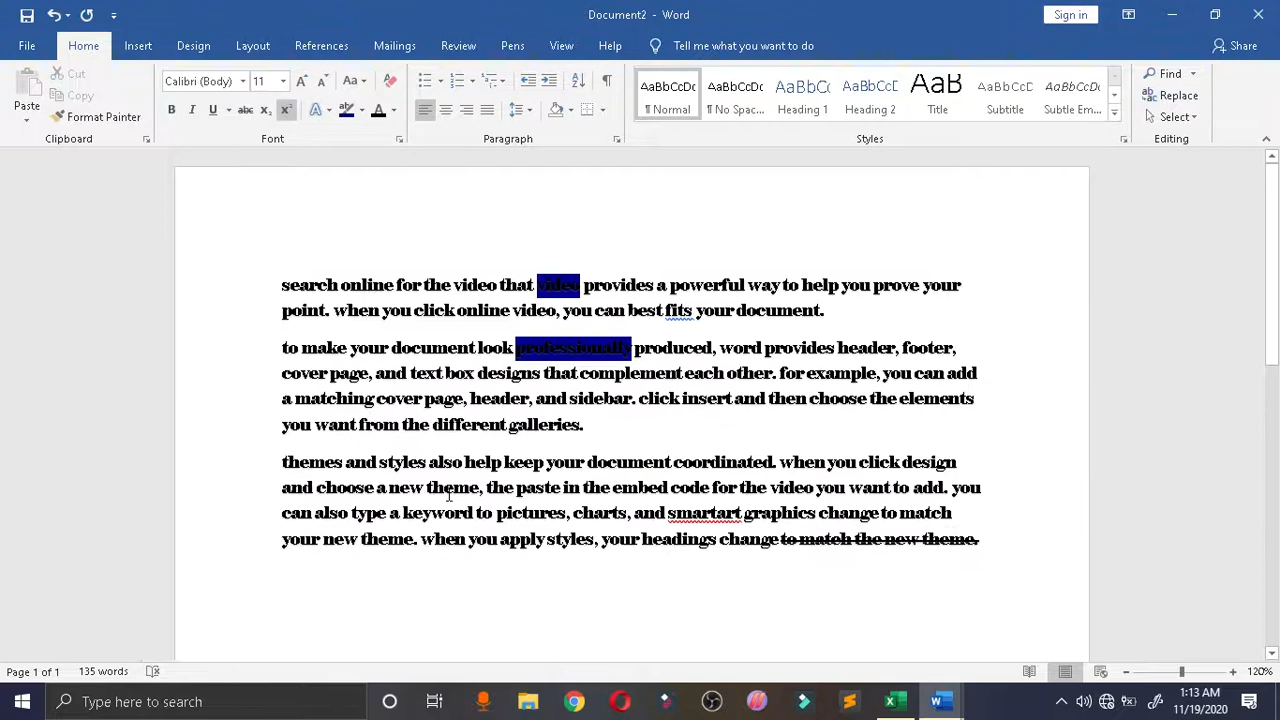 Document2 - Word
Sign in
File Home Insert Design Layout References Mailings Review Pens View Help Tell me what you want to do Share
Paste
Cut
Copy
Format Painter
Clipboard
Calibri (Body) 11 Aa
B I U abc x₂ x² A A
Font
Paragraph
AaBbCcDc
¶ Normal
AaBbCcDc
¶ No Spac...
AaBbCc
Heading 1
AaBbCcC
Heading 2
AaB
Title
AaBbCcD
Subtitle
AaBbCcDc
Subtle Em...
Styles
Find
Replace
Select
Editing
search online for the video that video provides a powerful way to help you prove your
point. when you click online video, you can best fits your document.
to make your document look professionally produced, word provides header, footer,
cover page, and text box designs that complement each other. for example, you can add
a matching cover page, header, and sidebar. click insert and then choose the elements
you want from the different galleries.
themes and styles also help keep your document coordinated. when you click design
and choose a new theme, the paste in the embed code for the video you want to add. you
can also type a keyword to pictures, charts, and smartart graphics change to match
your new theme. when you apply styles, your headings change to match the new theme.
Page 1 of 1 135 words 120%
Type here to search
1:13 AM
11/19/2020